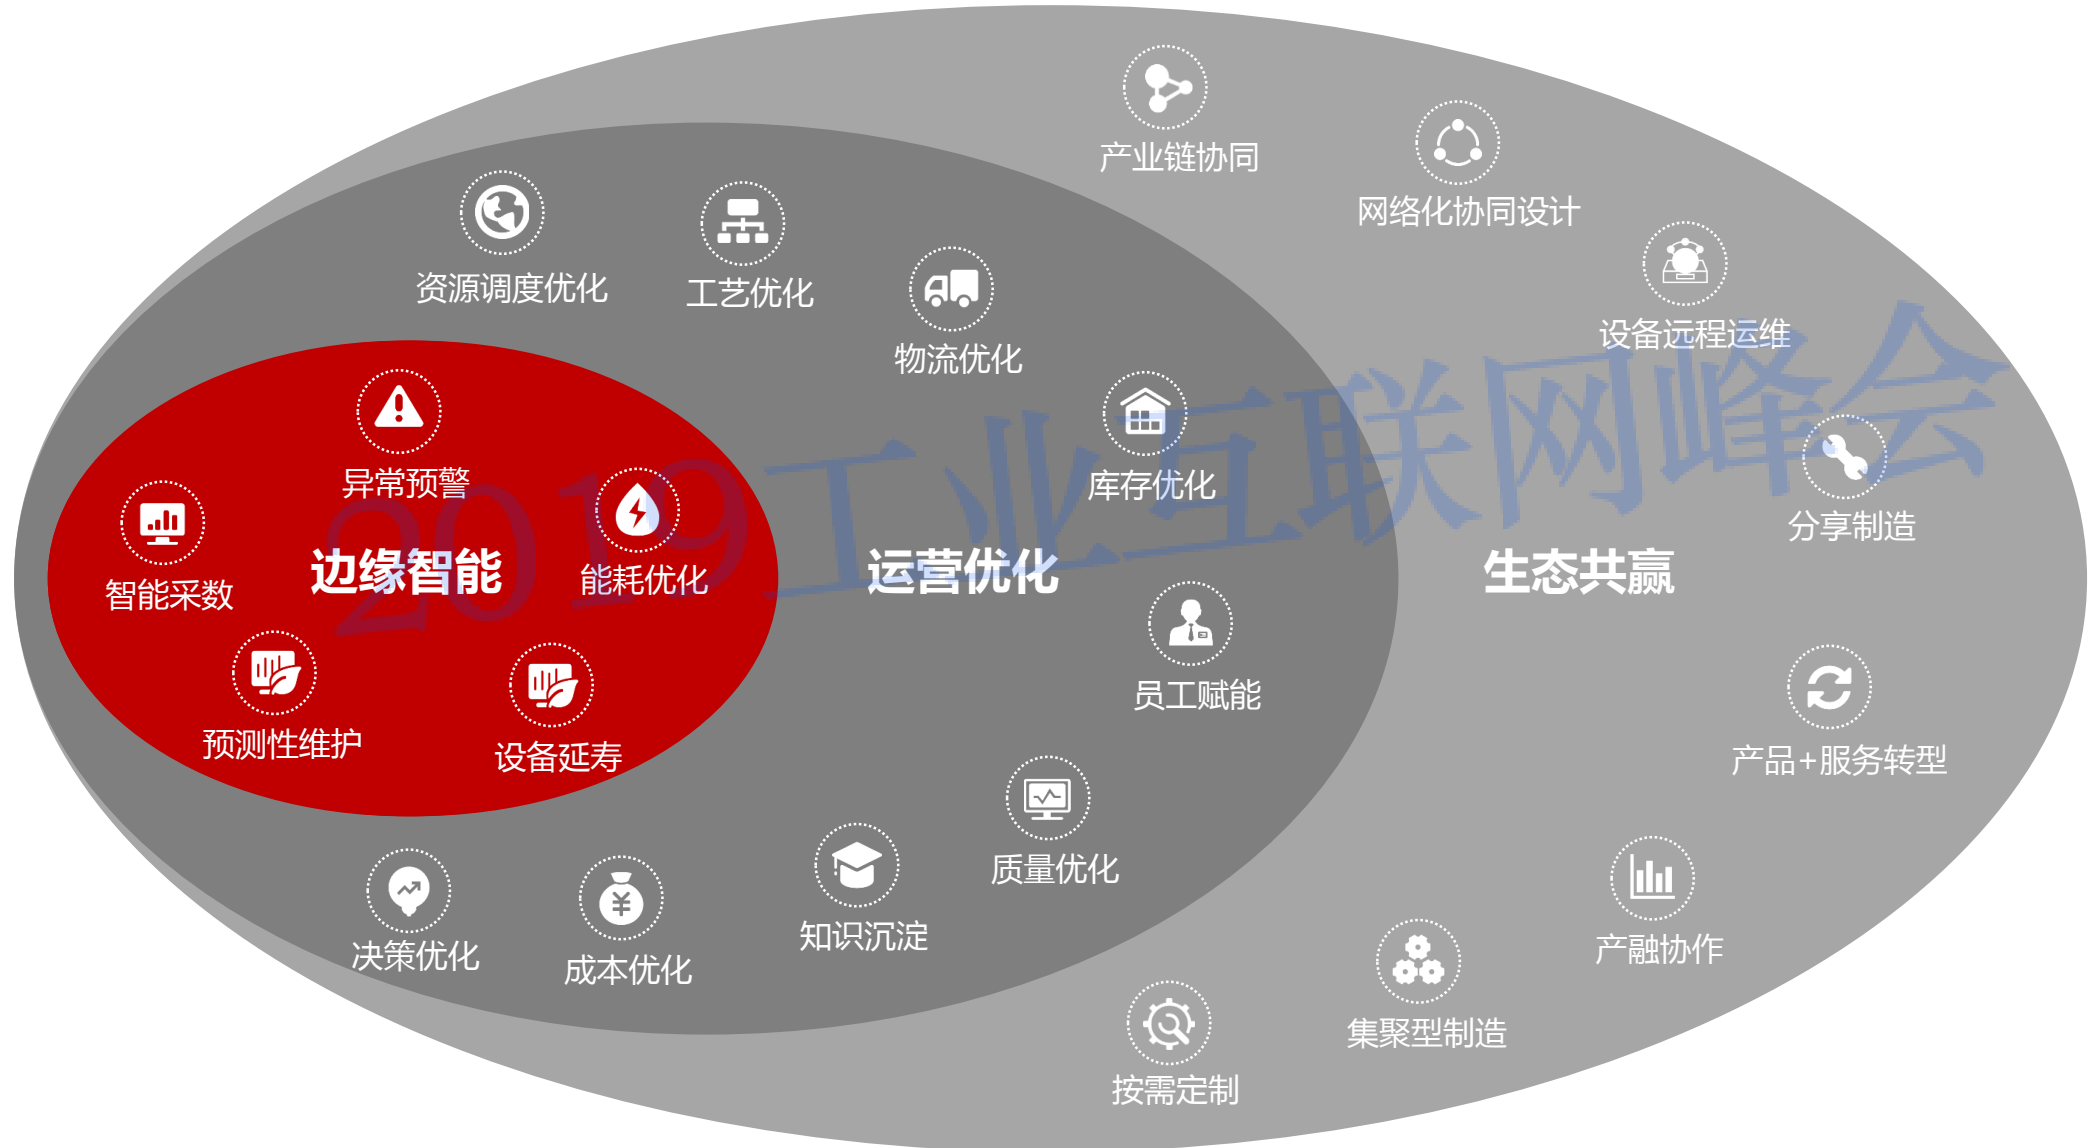 产业链协同
网络化协同设计
资源调度优化
工艺优化
设备远程运维
物流优化
异常预警
库存优化
分享制造
智能采数
边缘智能
能耗优化
运营优化
生态共赢
2019工业互联网峰会
员工赋能
预测性维护
设备延寿
产品+服务转型
质量优化
知识沉淀
产融协作
决策优化
成本优化
集聚型制造
按需定制